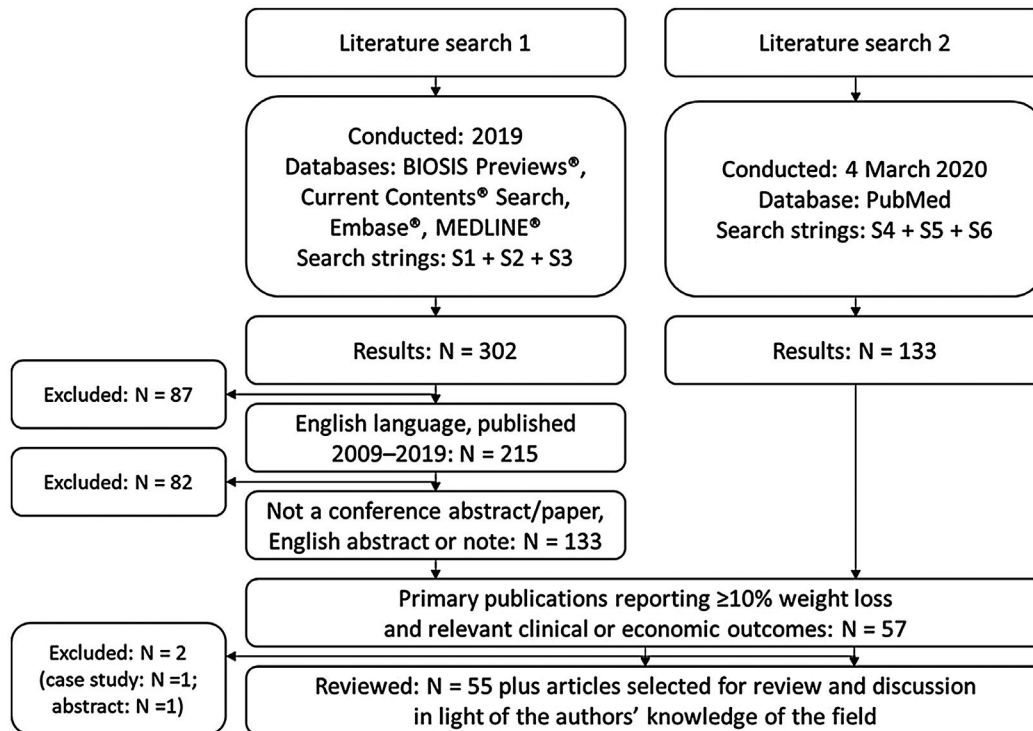 Literature search 1
Literature search 2
Conducted: 2019
Databases: BIOSIS Previews®,
Current Contents® Search,
Embase®, MEDLINE®
Search strings: S1 + S2 + S3
Conducted: 4 March 2020
Database: PubMed
Search strings: S4 + S5 + S6
Results: N = 302
Results: N = 133
Excluded: N = 87
English language, published
2009–2019: N = 215
Excluded: N = 82
Not a conference abstract/paper,
English abstract or note: N = 133
Primary publications reporting ≥10% weight loss
and relevant clinical or economic outcomes: N = 57
Excluded: N = 2
(case study: N =1;
abstract: N =1)
Reviewed: N = 55 plus articles selected for review and discussion
in light of the authors’ knowledge of the field